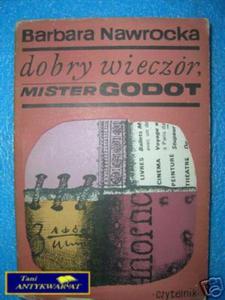 Barbara Nawrocka
dobry wieczór,
MISTER GODOT
LIVRES
CINEMA
PEINTURE
THEATRE
czytelnik
Tani
ANTYKWARIAT